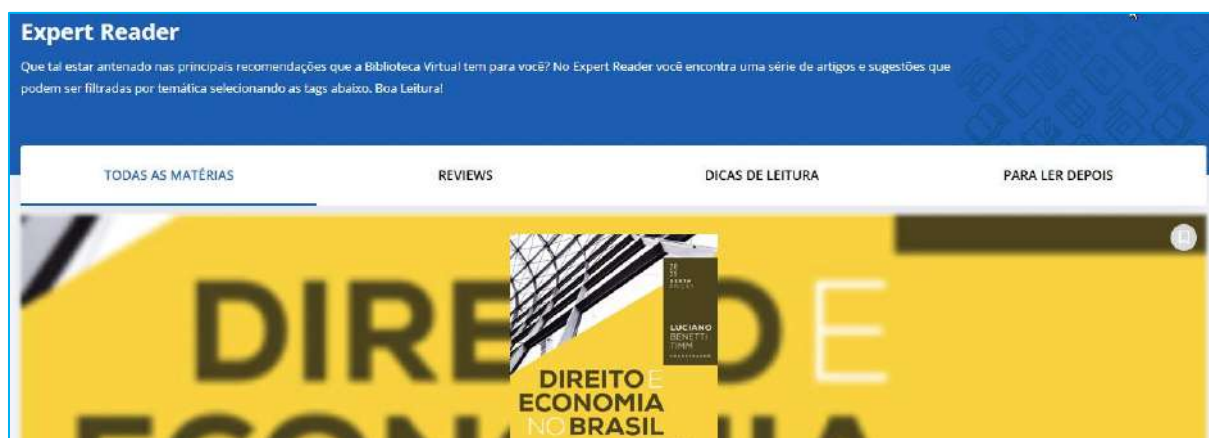 Expert Reader
Que tal estar antenado nas principais recomendações que a Biblioteca Virtual tem para você? No Expert Reader você encontra uma série de artigos e sugestões que
podem ser filtradas por temática selecionando as tags abaixo. Boa Leitura!
TODAS AS MATÉRIAS
REVIEWS
DICAS DE LEITURA
PARA LER DEPOIS
DIRE O E
LUCIANO
BENETTI
TIMM
DIREITO E
ECONOMIA
NO BRASIL